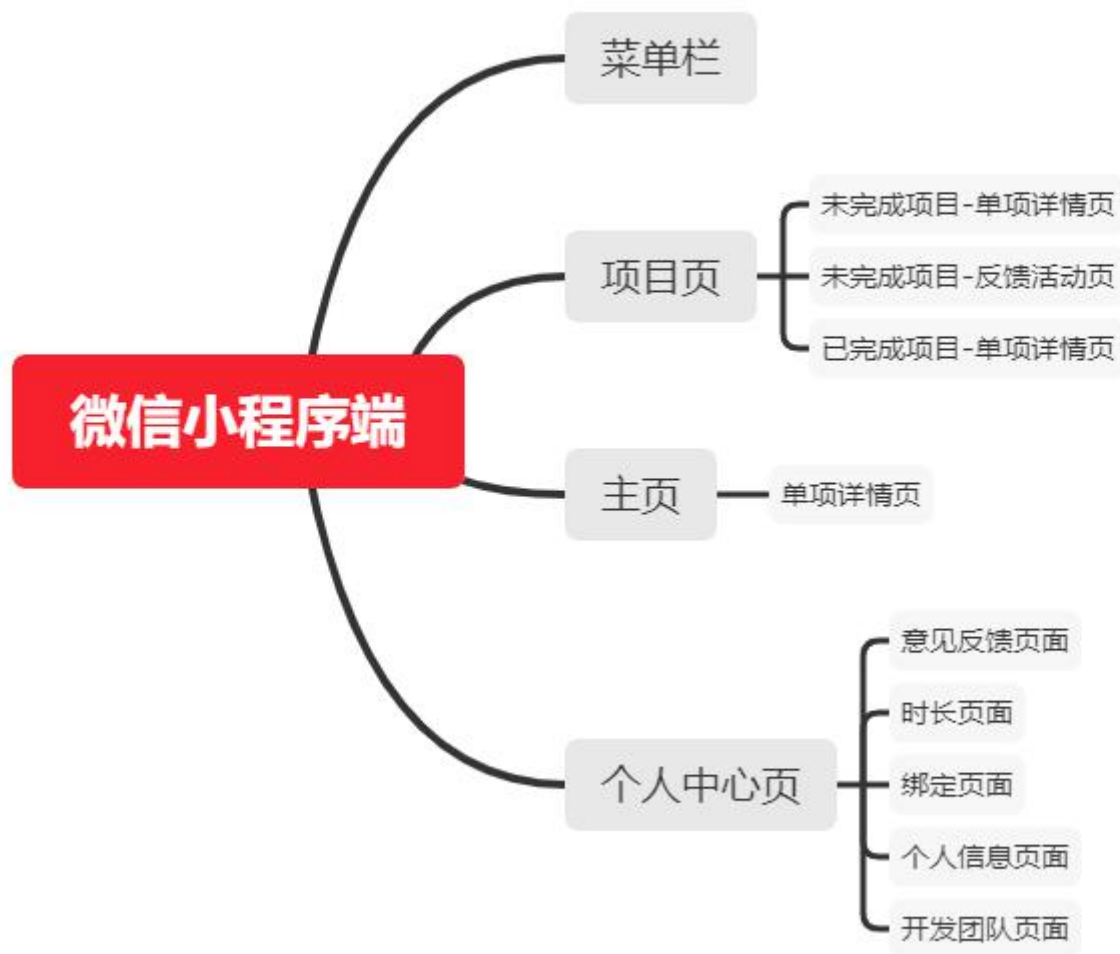 微信小程序端
菜单栏
项目页
未完成项目-单项详情页
未完成项目-反馈活动页
已完成项目-单项详情页
主页
单项详情页
个人中心页
意见反馈页面
时长页面
绑定页面
个人信息页面
开发团队页面